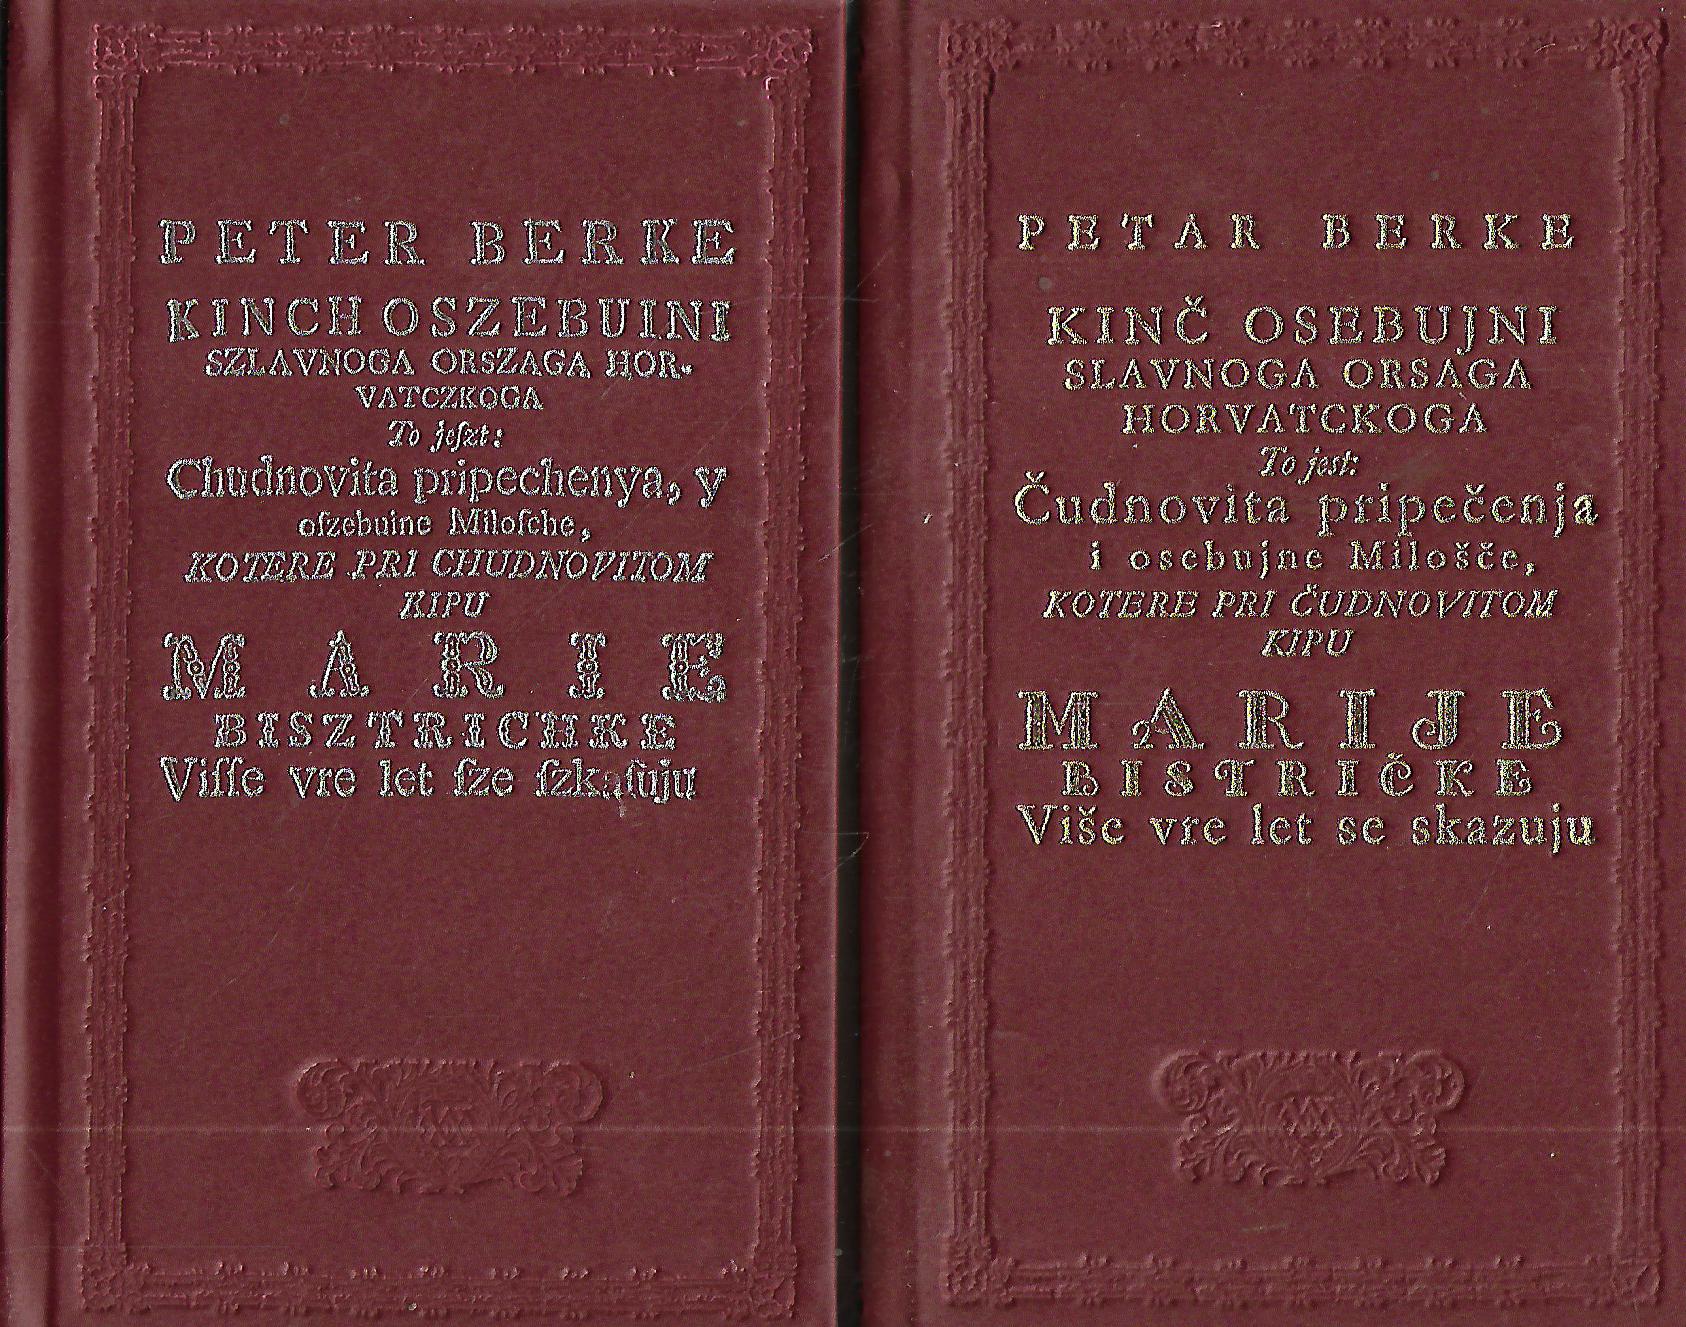 PETER BERKE
KINCH OSZEBUINI
SZLAVNOGA ORSZAGA HOR-
VATCZKOGA
To jeſzt:
Chudnovita pripechenya, y
oſzebuine Miloſche,
KOTERE PRI CHUDNOVITOM
KIPU
MARIE
BISZTRICHKE
Viſſe vre let ſze ſzkaſuju
PETAR BERKE
KINČ OSEBUJNI
SLAVNOGA ORSAGA
HORVATCKOGA
To jest:
Čudnovita pripečenja
i osebujne Milošče,
KOTERE PRI ČUDNOVITOM
KIPU
MARIJE
BISTRIČKE
Više vre let se skazuju